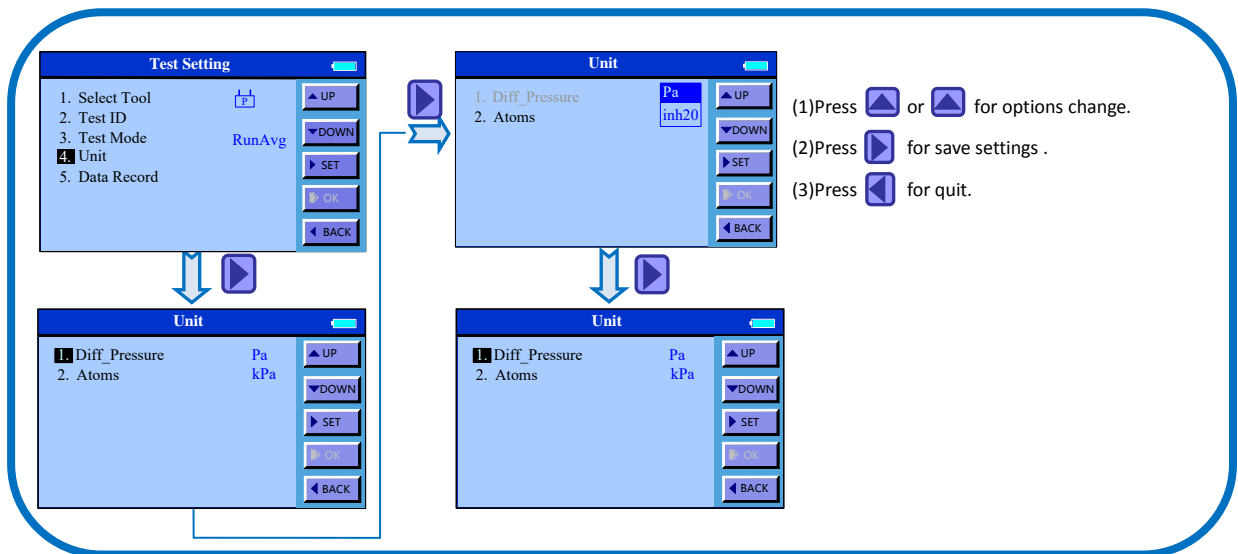 Test Setting
1. Select Tool P
2. Test ID
3. Test Mode RunAvg
4. Unit
5. Data Record
UP
DOWN
SET
OK
BACK
Unit
1. Diff_Pressure Pa
2. Atoms inh20
UP
DOWN
SET
OK
BACK
(1)Press or for options change.
(2)Press for save settings .
(3)Press for quit.
Unit
1. Diff_Pressure Pa
2. Atoms kPa
UP
DOWN
SET
OK
BACK
Unit
1. Diff_Pressure Pa
2. Atoms kPa
UP
DOWN
SET
OK
BACK